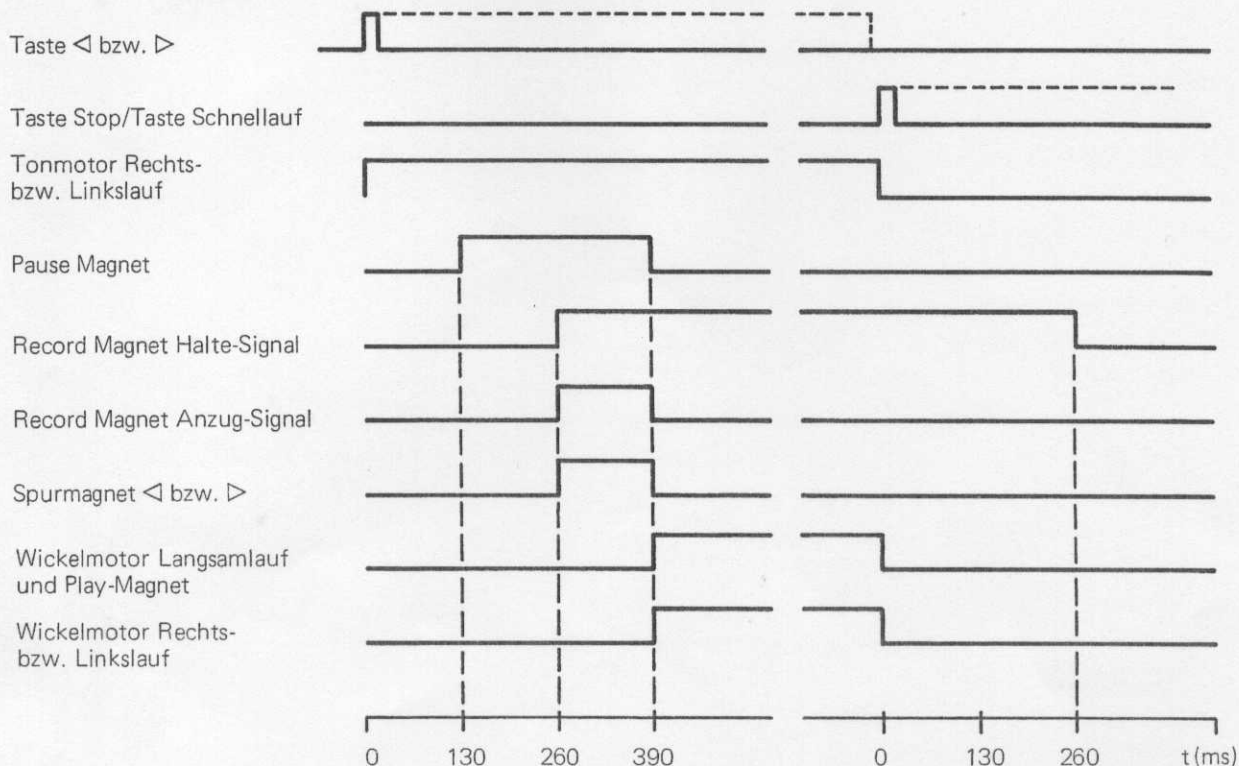 Taste ◁ bzw. ▷
Taste Stop/Taste Schnellauf
Tonmotor Rechts-
bzw. Linkslauf
Pause Magnet
Record Magnet Halte-Signal
Record Magnet Anzug-Signal
Spurmagnet ◁ bzw. ▷
Wickelmotor Langsamlauf
und Play-Magnet
Wickelmotor Rechts-
bzw. Linkslauf
0 130 260 390 0 130 260 t (ms)